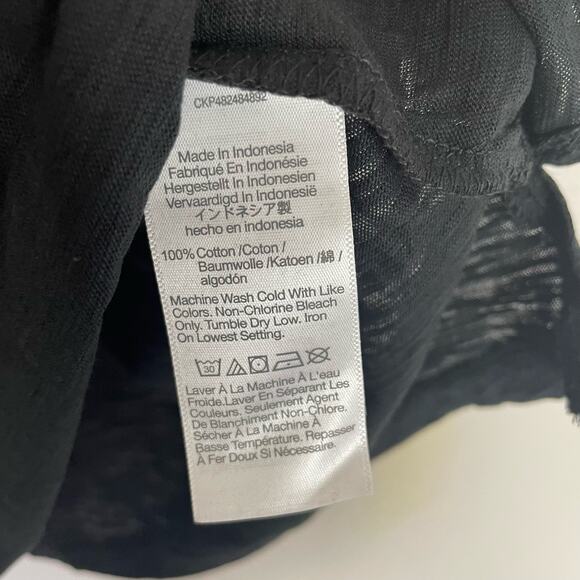 CKP482484892
Made In Indonesia
Fabriqué En Indonésie
Hergestellt In Indonesien
Vervaardigd In Indonesië
インドネシア製
hecho en indonesia
100% Cotton /Coton /
Baumwolle /Katoen /綿 /
algodón
Machine Wash Cold With Like
Colors. Non-Chlorine Bleach
Only. Tumble Dry Low. Iron
On Lowest Setting.
30
Laver À La Machine À L'eau
Froide.Laver En Séparant Les
Couleurs. Seulement Agent
De Blanchiment Non-Chlore.
Sécher À La Machine À
Basse Température. Repasser
À Fer Doux Si Nécessaire.